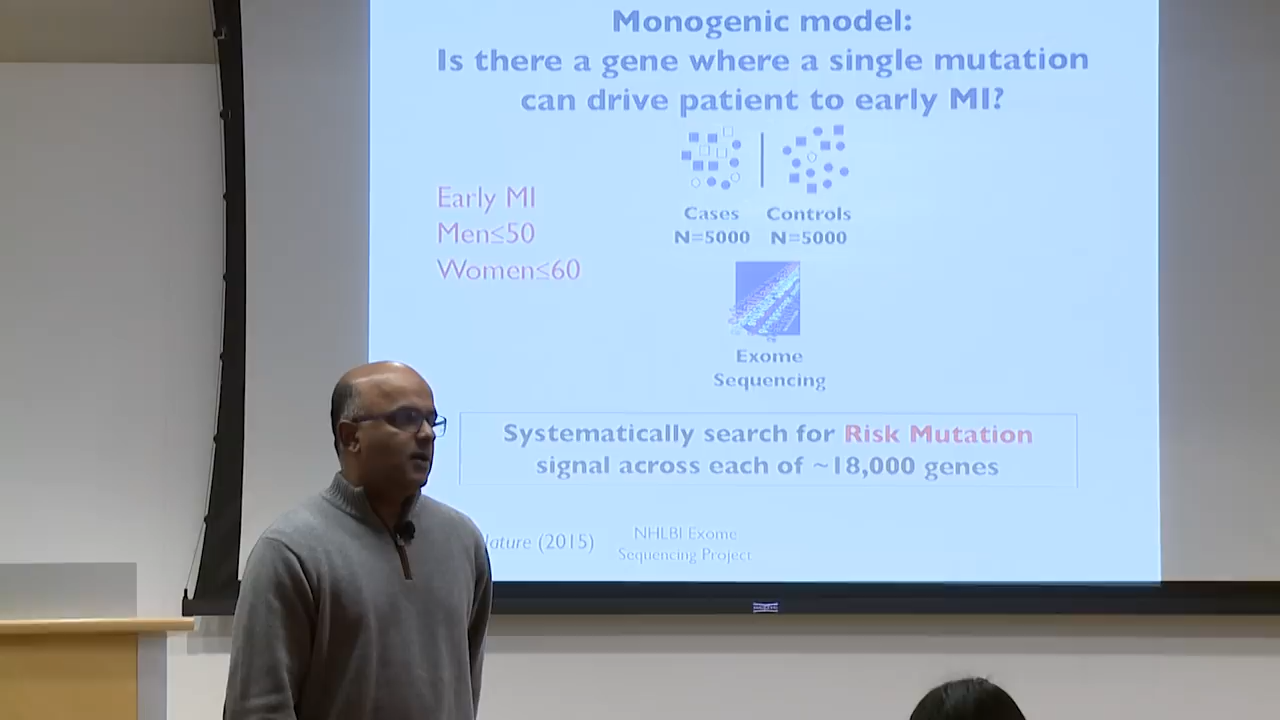 Monogenic model:
Is there a gene where a single mutation
can drive patient to early MI?
Early MI
Men≤50
Women≤60
Cases Controls
N=5000 N=5000
Exome
Sequencing
Systematically search for Risk Mutation
signal across each of ~18,000 genes
(2015)
NHLBI Exome
Sequencing Project